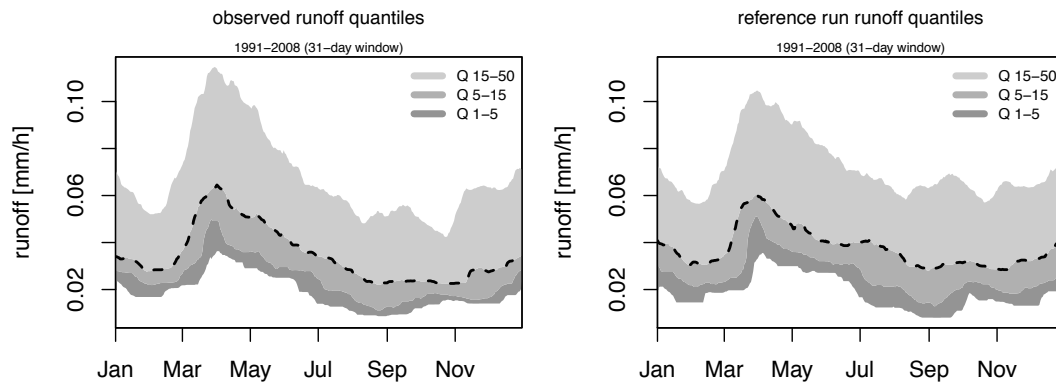 observed runoff quantiles
1991−2008 (31−day window)
Q 15−50
Q 5−15
Q 1−5
runoff [mm/h]
0.02
0.06
0.10
Jan
Mar
May
Jul
Sep
Nov
reference run runoff quantiles
1991−2008 (31−day window)
Q 15−50
Q 5−15
Q 1−5
runoff [mm/h]
0.02
0.06
0.10
Jan
Mar
May
Jul
Sep
Nov